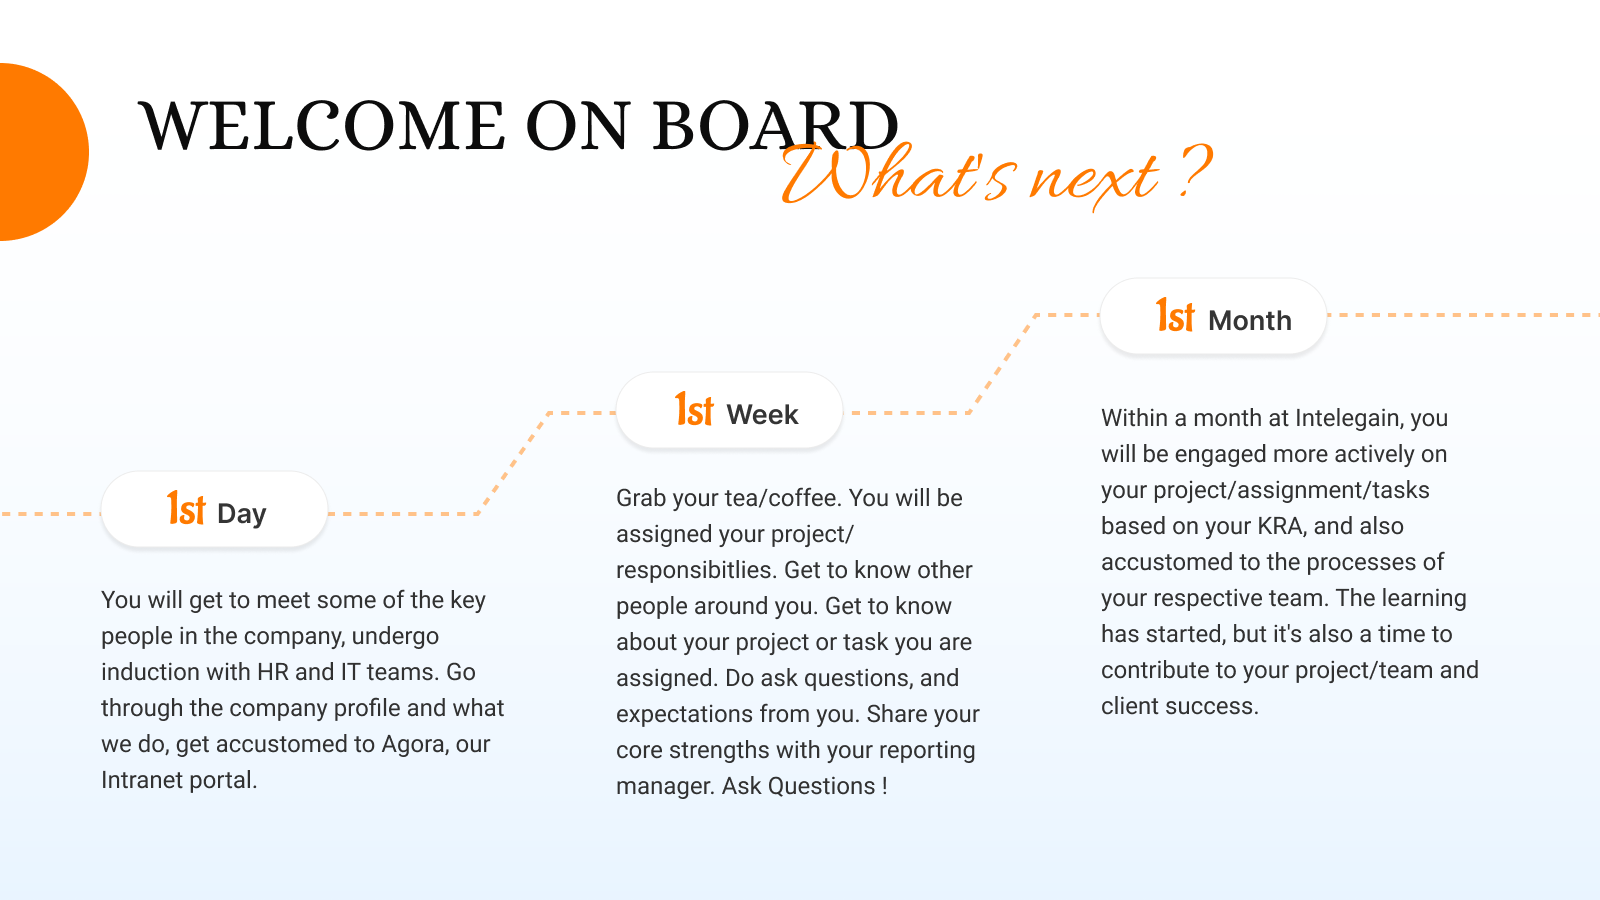 WELCOME ON BOARD
What's next ?
1st Day
You will get to meet some of the key
people in the company, undergo
induction with HR and IT teams. Go
through the company profile and what
we do, get accustomed to Agora, our
Intranet portal.
1st Week
Grab your tea/coffee. You will be
assigned your project/
responsibitlies. Get to know other
people around you. Get to know
about your project or task you are
assigned. Do ask questions, and
expectations from you. Share your
core strengths with your reporting
manager. Ask Questions !
1st Month
Within a month at Intelegain, you
will be engaged more actively on
your project/assignment/tasks
based on your KRA, and also
accustomed to the processes of
your respective team. The learning
has started, but it's also a time to
contribute to your project/team and
client success.